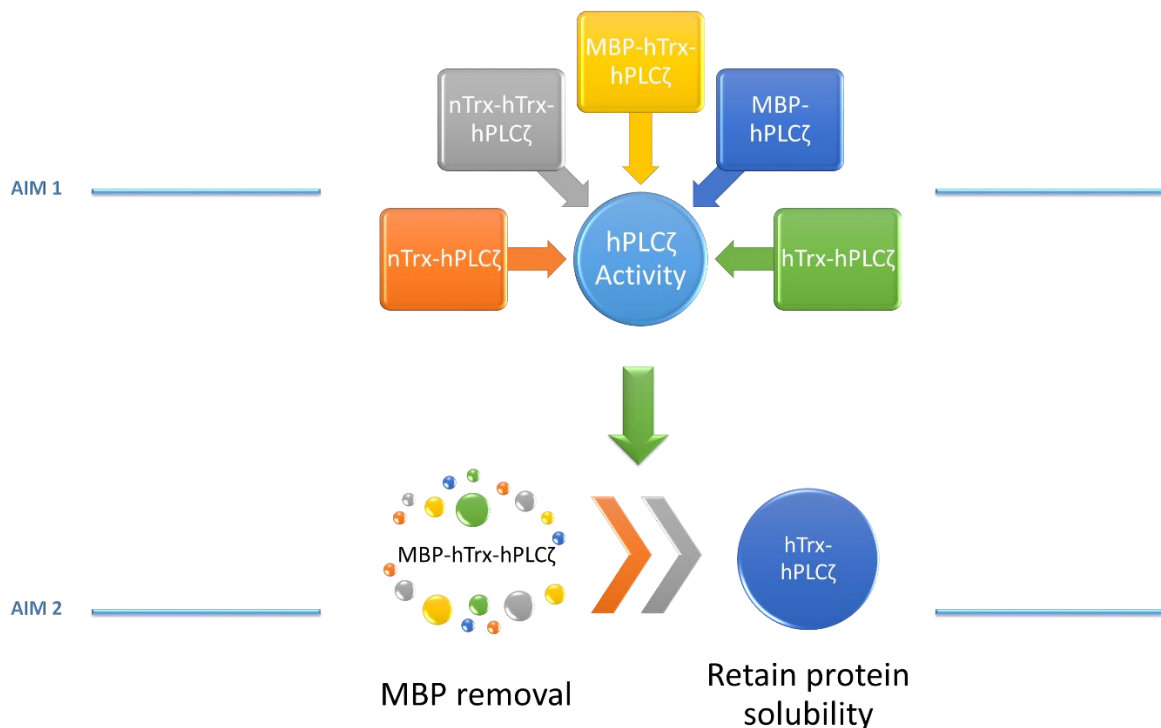 MBP-hTrx-
hPLCζ
nTrx-hTrx-
hPLCζ
MBP-
hPLCζ
AIM 1
nTrx-hPLCζ
hPLCζ
Activity
hTrx-hPLCζ
MBP-hTrx-hPLCζ
hTrx-
hPLCζ
AIM 2
MBP removal
Retain protein
solubility